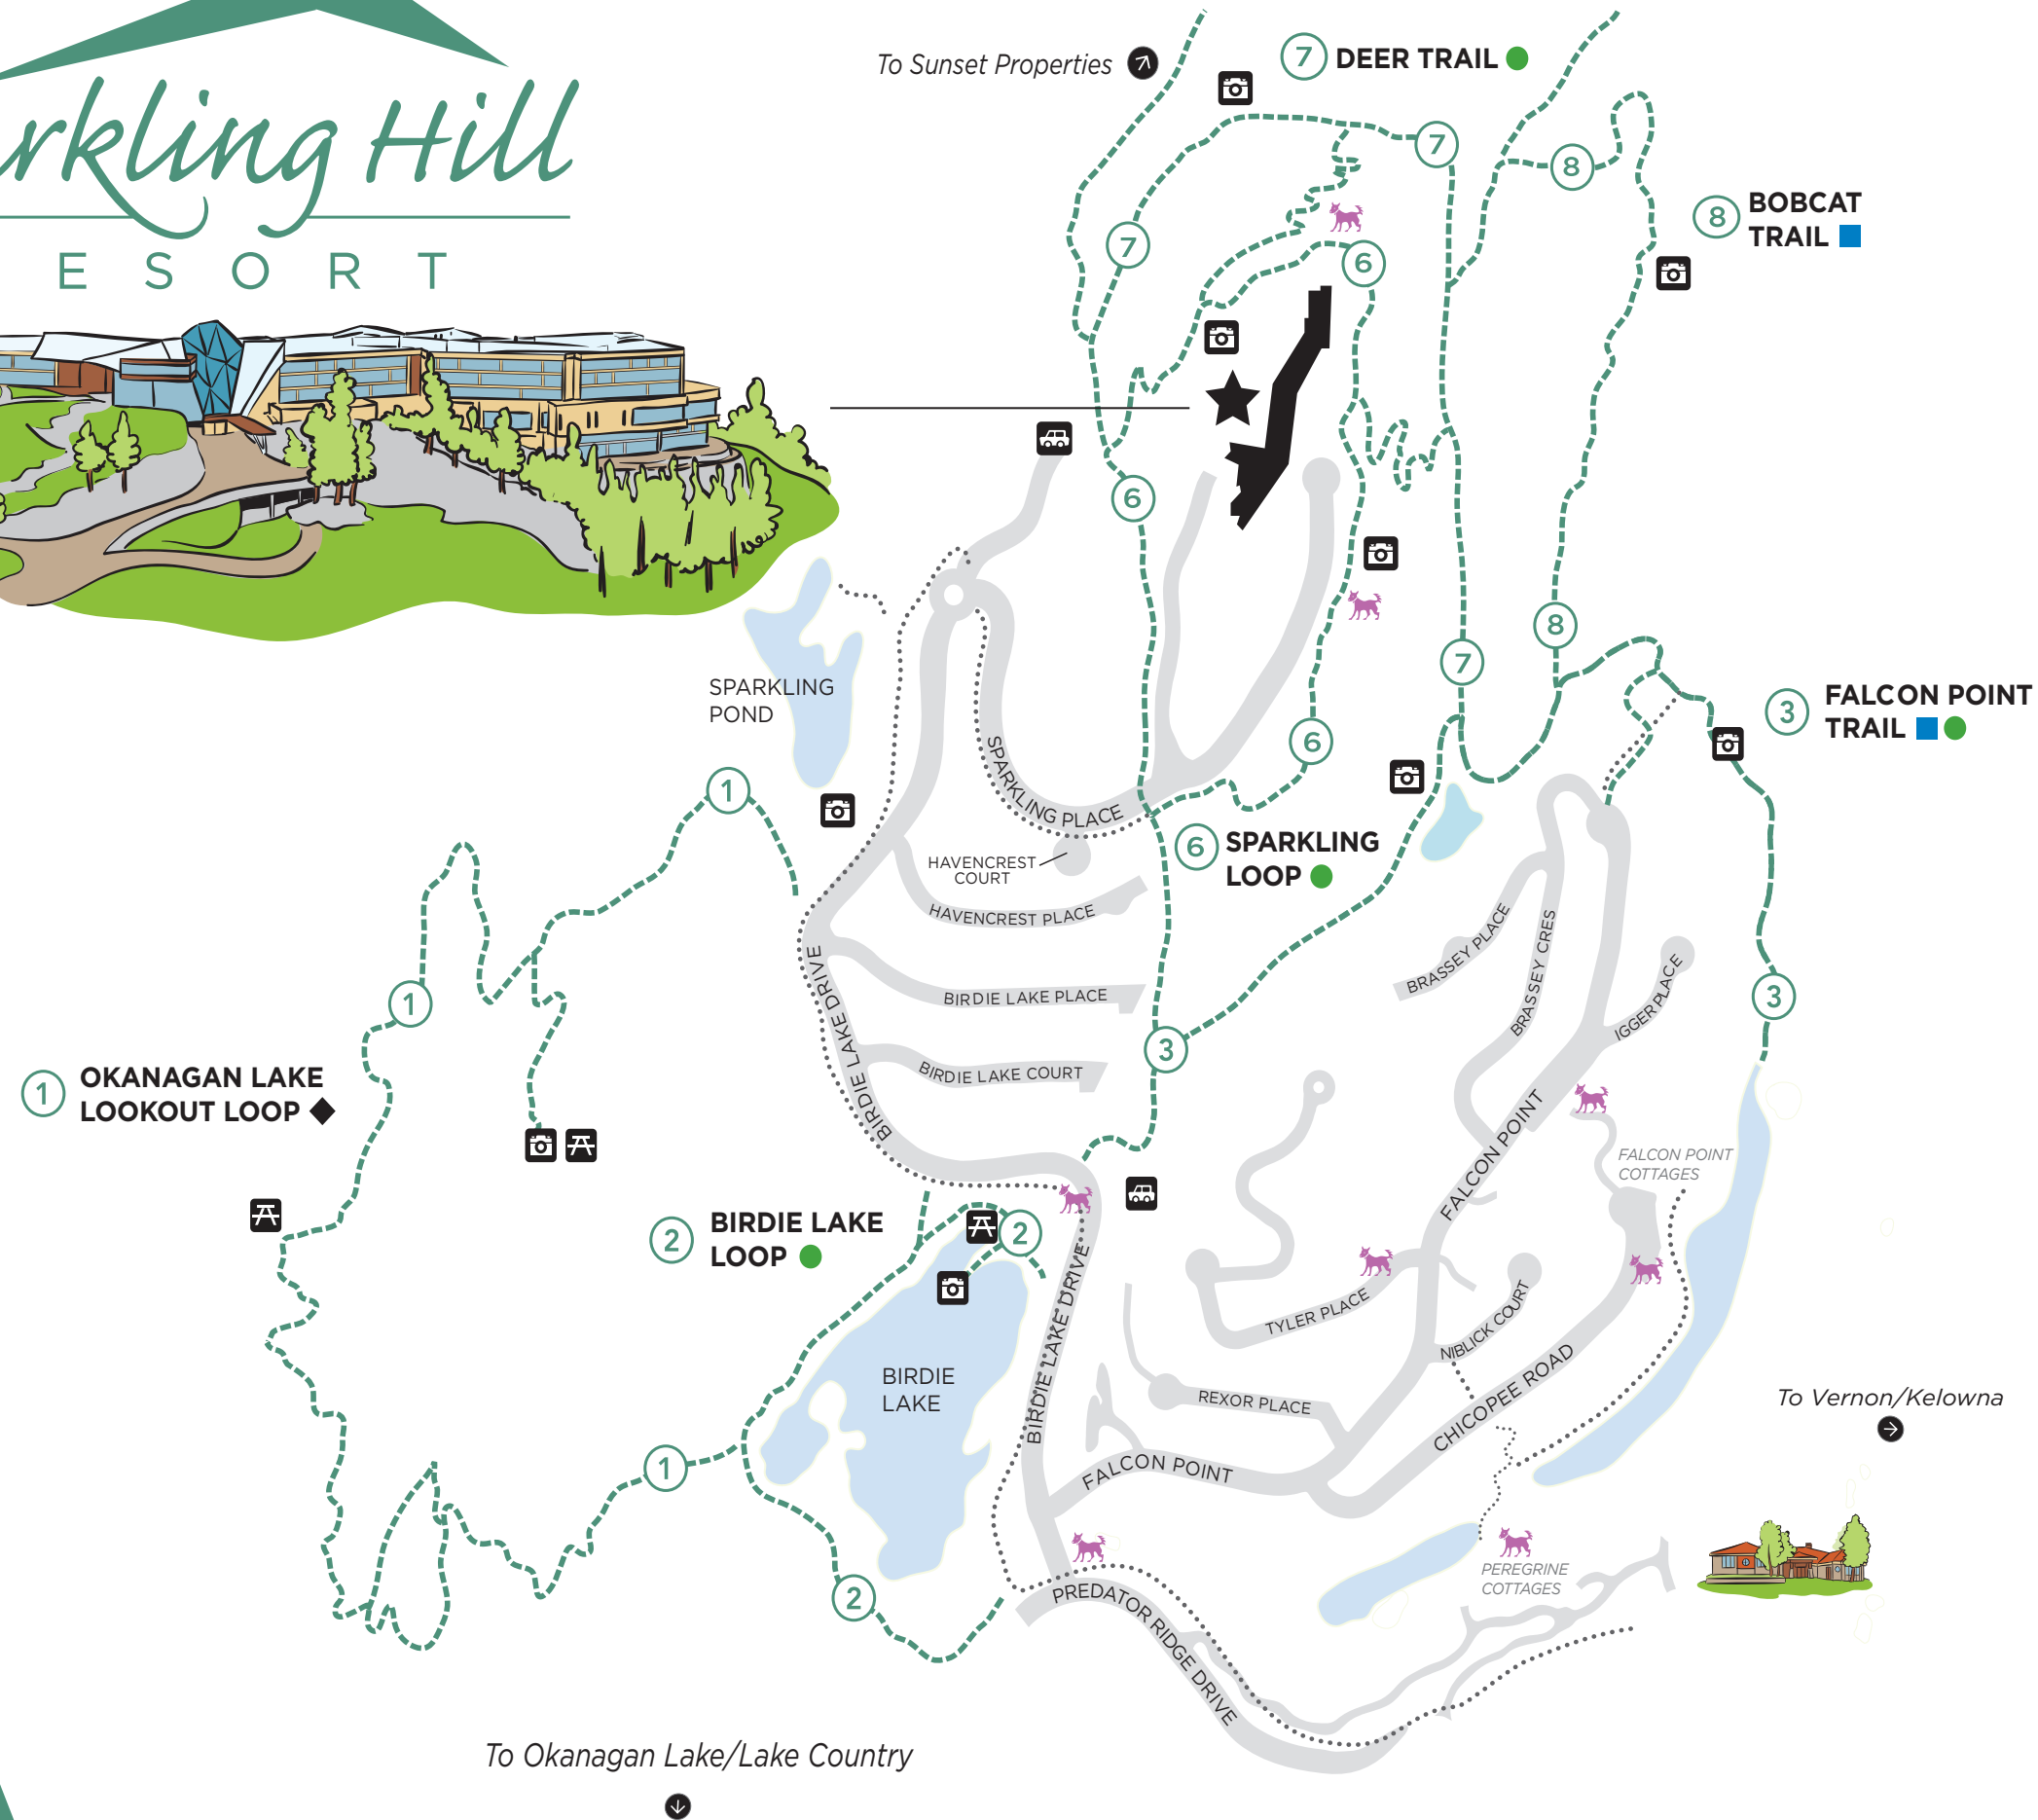 rkling Hill
E S O R T
To Sunset Properties
7 DEER TRAIL
7
8
8 BOBCAT
TRAIL
7
6
6
8
7
3 FALCON POINT
TRAIL
SPARKLING
POND
6
1
SPARKLING PLACE
6 SPARKLING
LOOP
HAVENCREST
COURT
HAVENCREST PLACE
BRASSEY PLACE
BRASSEY CRES
IGGER PLACE
BIRDIE LAKE DRIVE
BIRDIE LAKE PLACE
3
1
3
BIRDIE LAKE COURT
1 OKANAGAN LAKE
LOOKOUT LOOP
FALCON POINT
FALCON POINT
COTTAGES
2 BIRDIE LAKE
LOOP
2
BIRDIE LAKE DRIVE
TYLER PLACE
NIBLICK COURT
BIRDIE
LAKE
REXOR PLACE
CHICOPEE ROAD
To Vernon/Kelowna
1
FALCON POINT
2
PREDATOR RIDGE DRIVE
PEREGRINE
COTTAGES
To Okanagan Lake/Lake Country